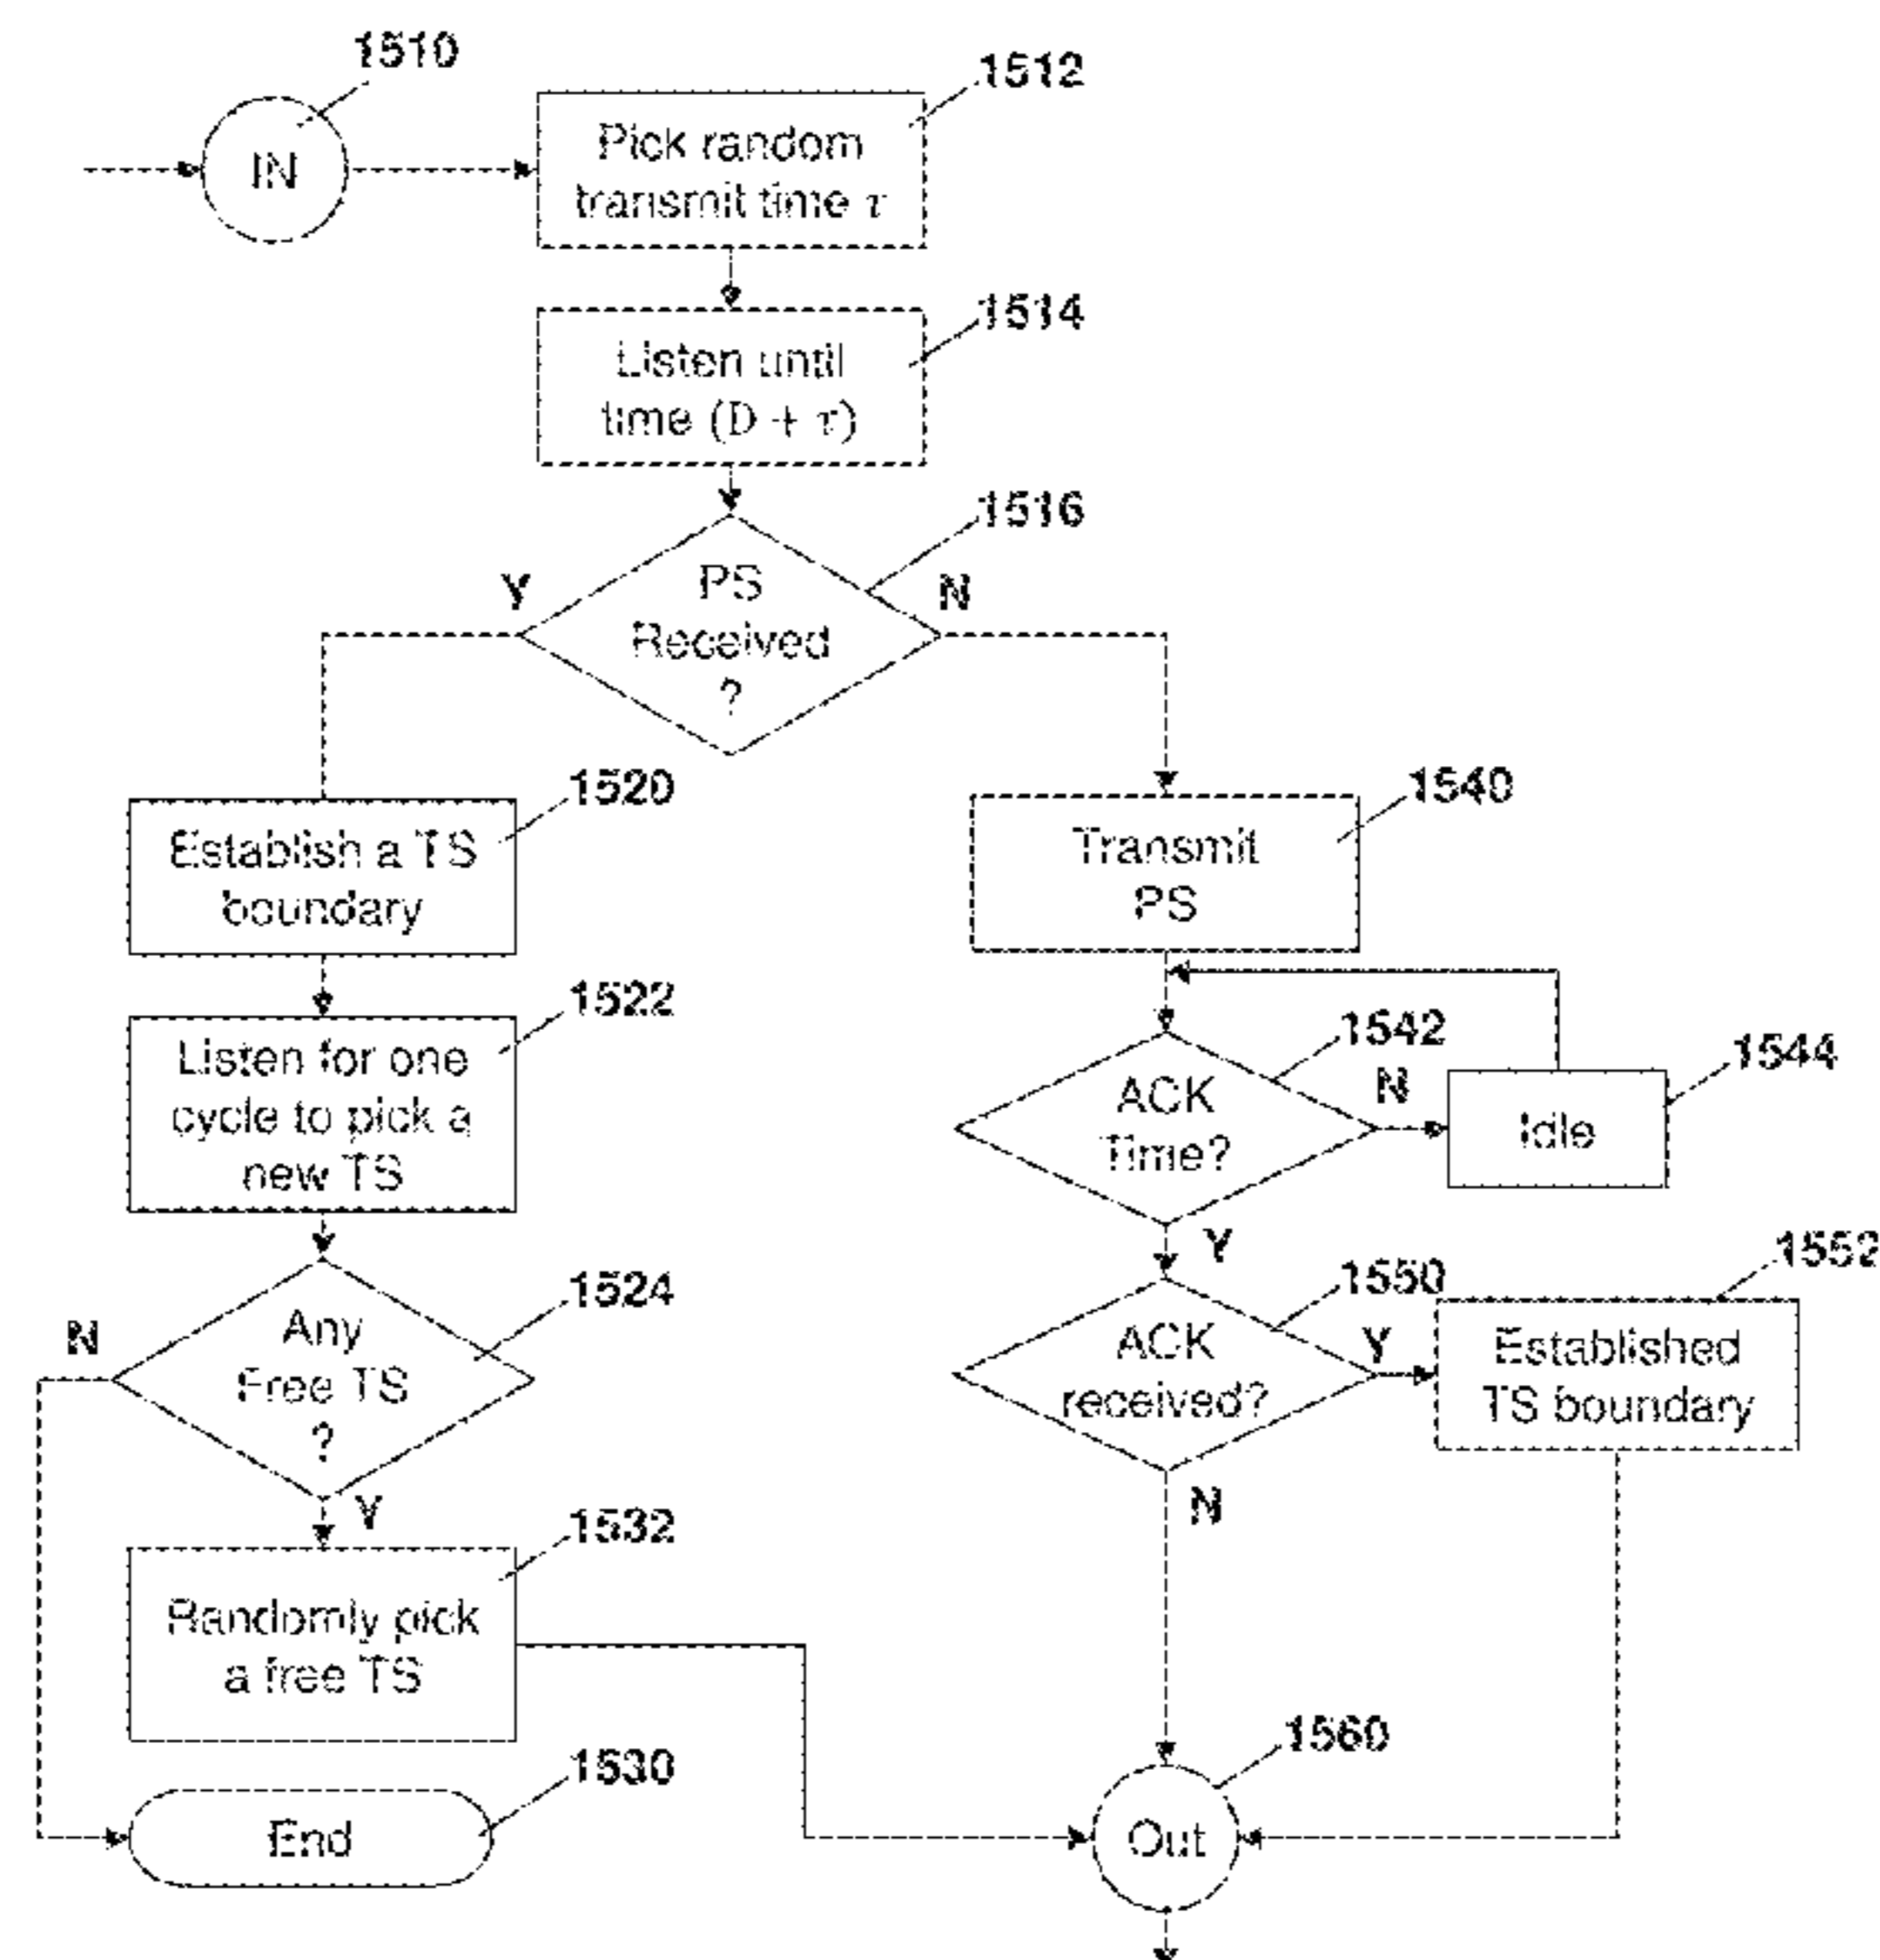 1510
IN
1512
Pick random
transmit time τ
1514
Listen until
time (D + τ)
1516
PS
Received
?
Y
N
1520
Establish a TS
boundary
1540
Transmit
PS
1522
Listen for one
cycle to pick a
new TS
1542
ACK
Time?
N
1544
Idle
Y
1524
Any
Free TS
?
N
Y
1550
ACK
received?
Y
1552
Established
TS boundary
N
1532
Randomly pick
a free TS
1530
End
1560
Out